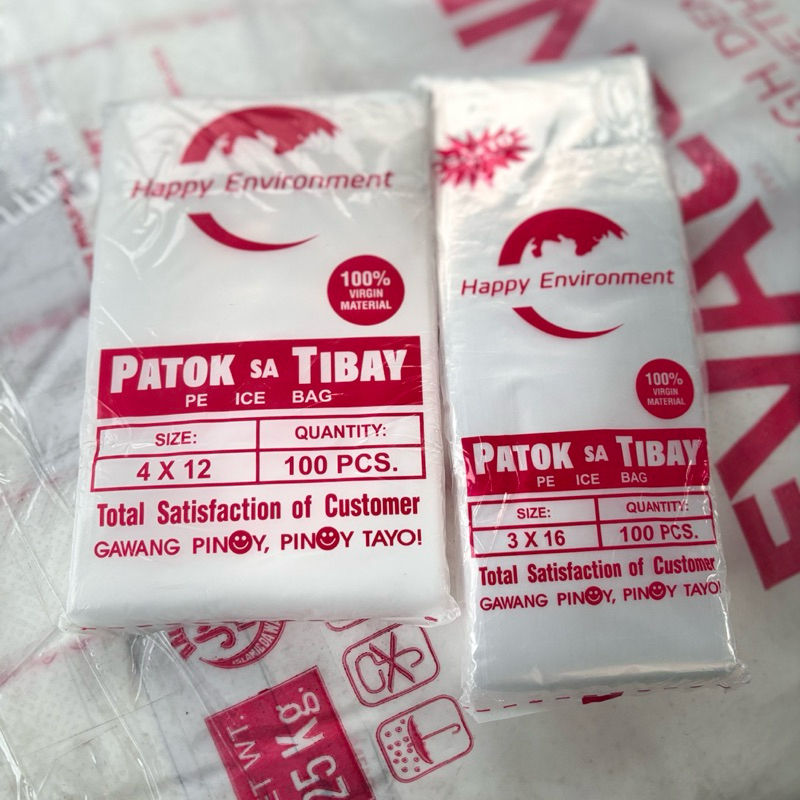 Happy Environment
100%
VIRGIN
MATERIAL
PATOK SA TIBAY
PE ICE BAG
SIZE:
QUANTITY:
4 X 12
100 PCS.
Total Satisfaction of Customer
GAWANG PINOY, PINOY TAYO!
Happy Environment
100%
VIRGIN
MATERIAL
PATOK SA TIBAY
PE ICE BAG
SIZE:
QUANTITY:
3 X 16
100 PCS.
Total Satisfaction of Customer
GAWANG PINOY, PINOY TAYO!
25 kg.